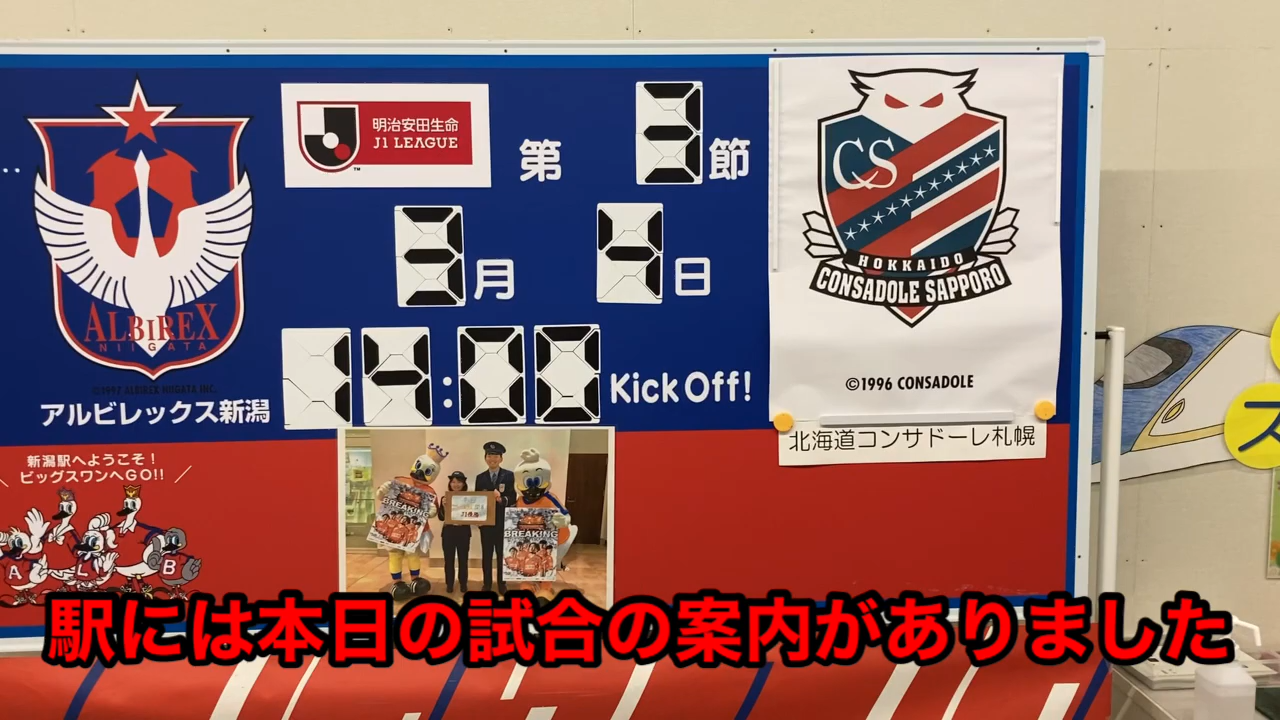 明治安田生命
J1 LEAGUE
TM
第 3 節
3月 4日
14:00 Kick Off!
ALBIREX
NIIGATA
©1997 ALBIREX NIIGATA INC.
アルビレックス新潟
CS
HOKKAIDO
CONSADOLE SAPPORO
©1996 CONSADOLE
北海道コンサドーレ札幌
新潟駅へようこそ!
ビッグスワンへGO!!
A L B
BREAKING
BREAKING
ス
駅には本日の試合の案内がありました